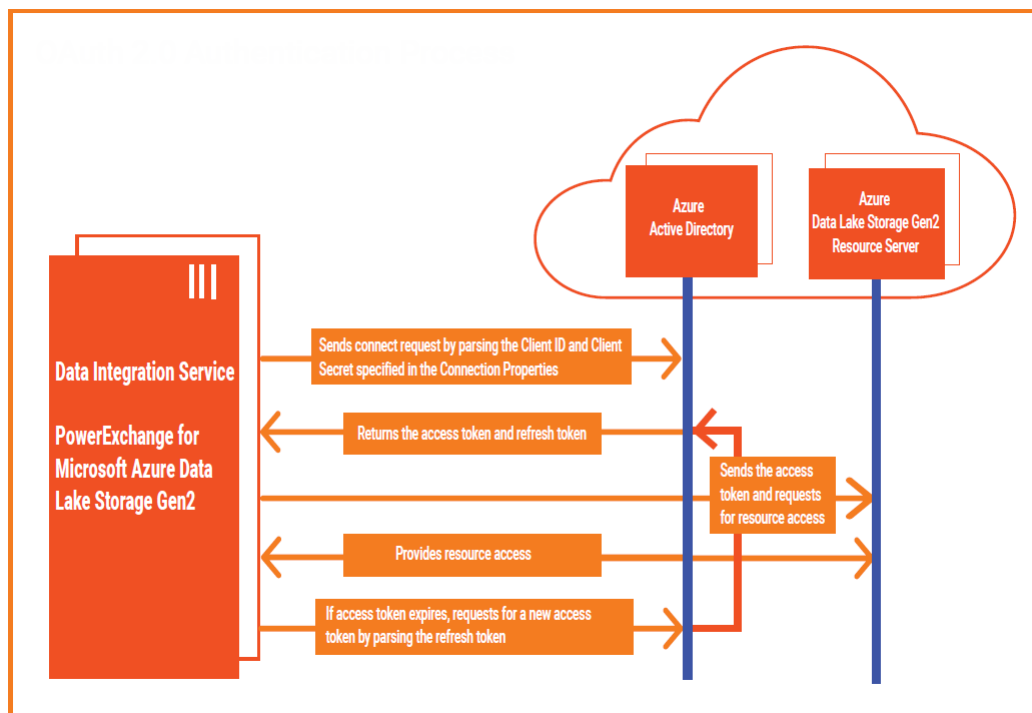 Azure
Active Directory
Azure
Data Lake Storage Gen2
Resource Server
Data Integration Service
PowerExchange for
Microsoft Azure Data
Lake Storage Gen2
Sends connect request by parsing the Client ID and Client
Secret specified in the Connection Properties
Returns the access token and refresh token
Sends the access
token and requests
for resource access
Provides resource access
If access token expires, requests for a new access
token by parsing the refresh token